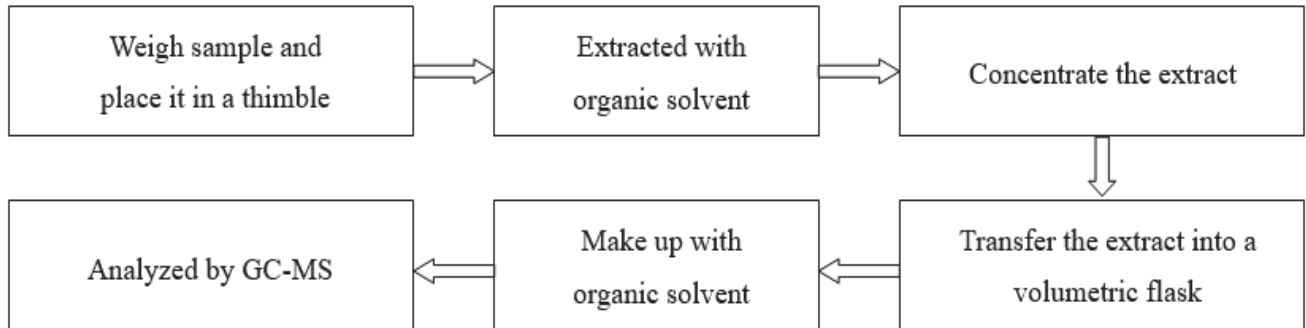 Weigh sample and
place it in a thimble
Extracted with
organic solvent
Concentrate the extract
Transfer the extract into a
volumetric flask
Make up with
organic solvent
Analyzed by GC-MS